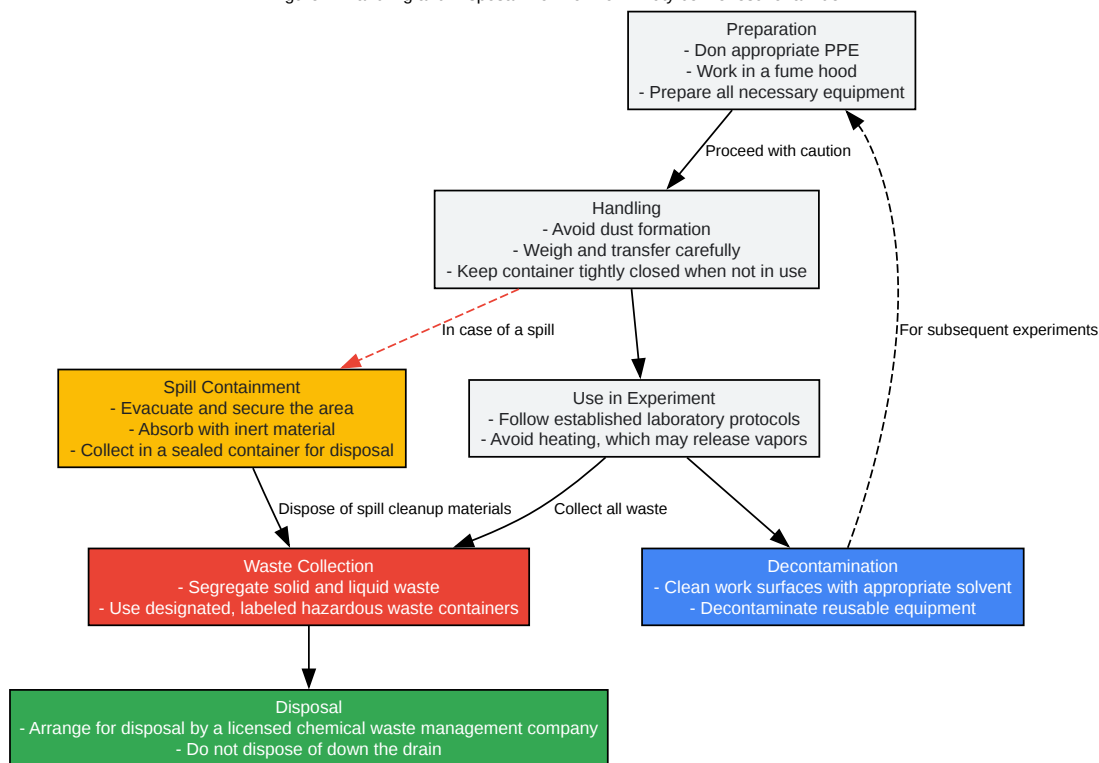 Preparation
- Don appropriate PPE
- Work in a fume hood
- Prepare all necessary equipment
Proceed with caution
Handling
- Avoid dust formation
- Weigh and transfer carefully
- Keep container tightly closed when not in use
In case of a spill
For subsequent experiments
Spill Containment
- Evacuate and secure the area
- Absorb with inert material
- Collect in a sealed container for disposal
Use in Experiment
- Follow established laboratory protocols
- Avoid heating, which may release vapors
Dispose of spill cleanup materials
Collect all waste
Waste Collection
- Segregate solid and liquid waste
- Use designated, labeled hazardous waste containers
Decontamination
- Clean work surfaces with appropriate solvent
- Decontaminate reusable equipment
Disposal
- Arrange for disposal by a licensed chemical waste management company
- Do not dispose of down the drain